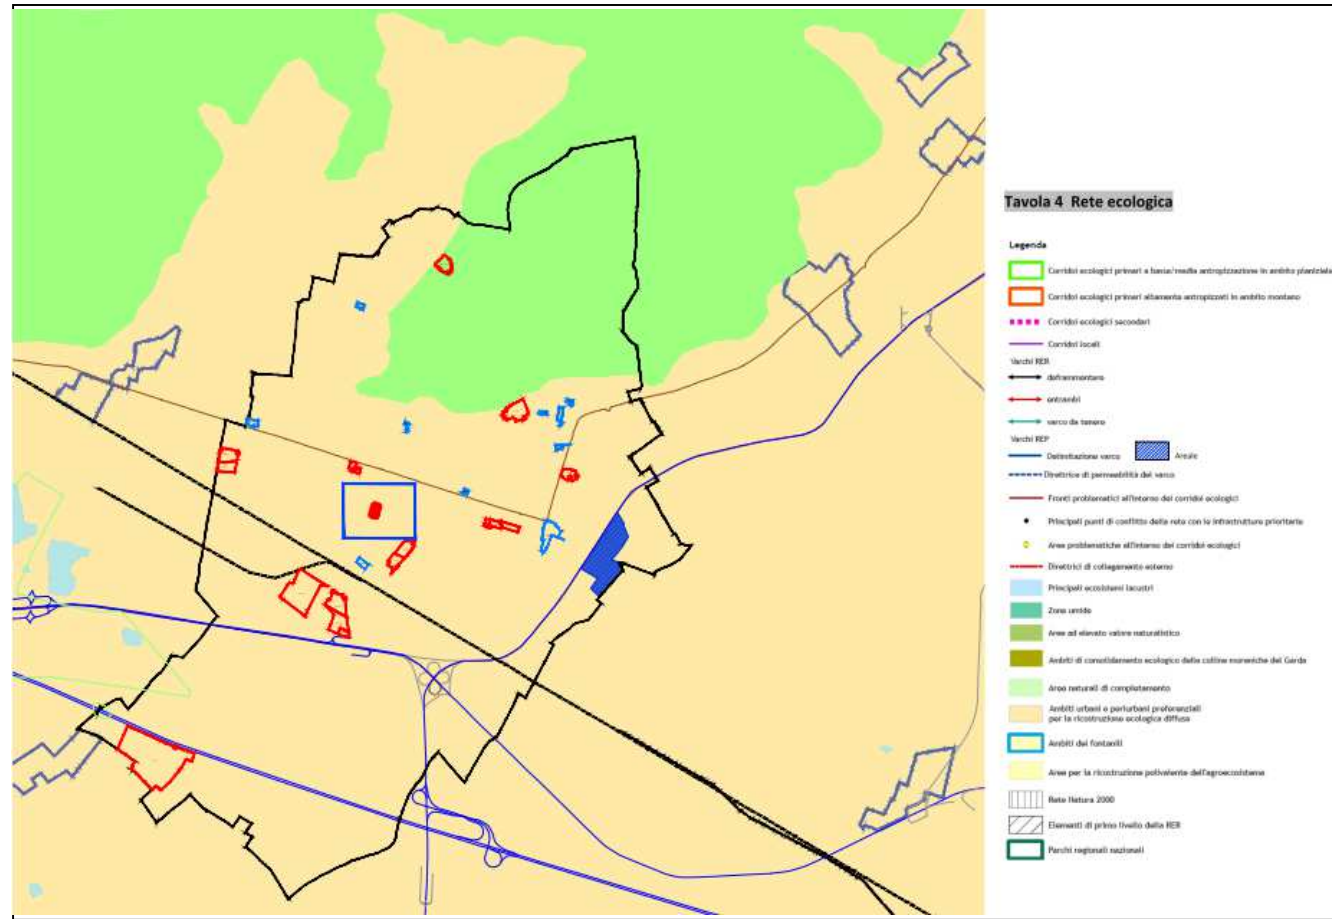 Tavola 4 Rete ecologica
Legenda
Corridoi ecologici primari a bassa/media antropizzazione in ambito planiziale
Corridoi ecologici primari altamente antropizzati in ambito montano
Corridoi ecologici secondari
Corridoi locali
Varchi RER
deframmentare
entrambi
varco da tenere
Varchi REP
Delimitazione varco
Areale
Direttrice di permeabilità del varco
Fronti problematici all'interno dei corridoi ecologici
Principali punti di conflitto della rete con le infrastrutture prioritarie
Aree problematiche all'interno dei corridoi ecologici
Direttrici di collegamento esterno
Principali ecosistemi lacustri
Zone umide
Aree ad elevato valore naturalistico
Ambiti di consolidamento ecologico delle colline moreniche del Garda
Aree naturali di completamento
Ambiti urbani e periurbani preferenziali
per la ricostruzione ecologica diffusa
Ambiti dei fontanili
Aree per la ricostruzione polivalente dell'agroecosistema
Rete Natura 2000
Elementi di primo livello della RER
Parchi regionali nazionali